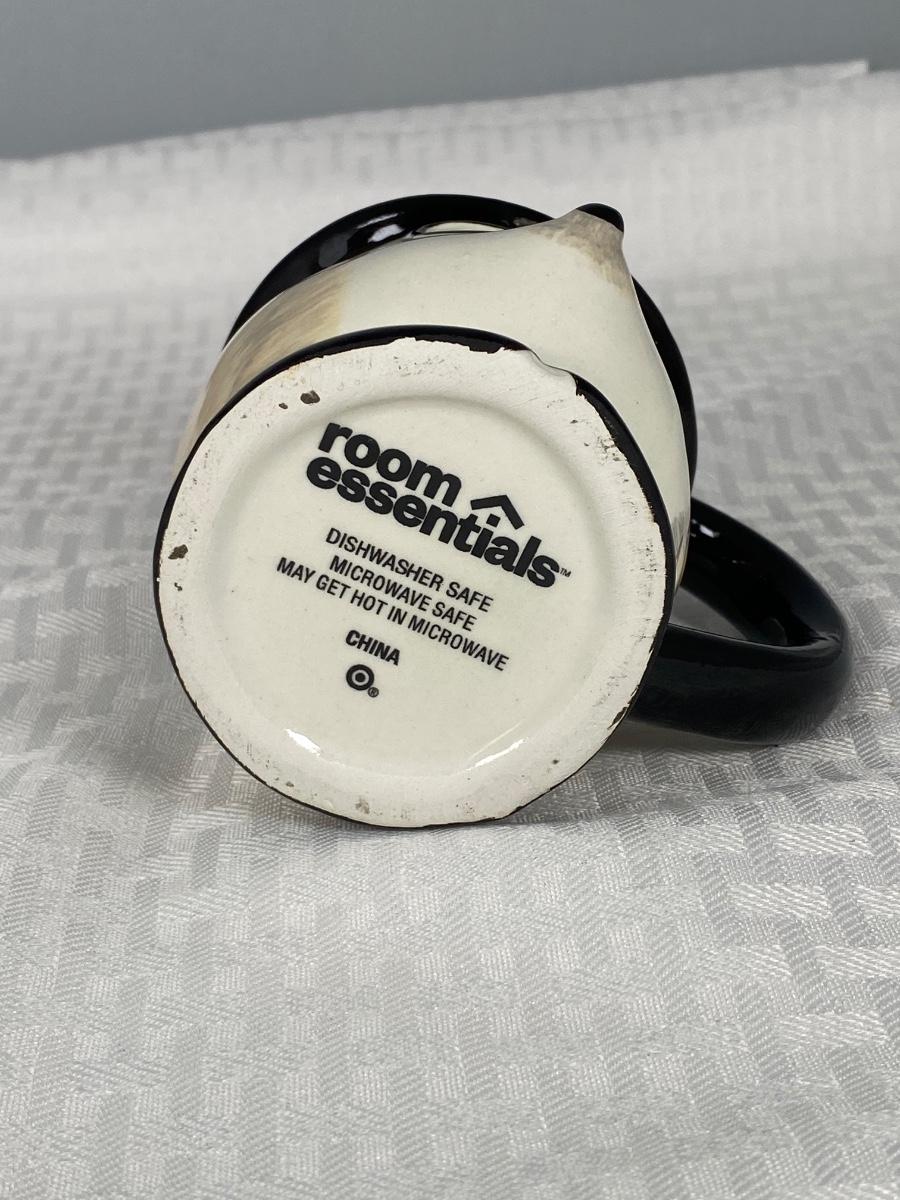 room
essentials™
DISHWASHER SAFE
MICROWAVE SAFE
MAY GET HOT IN MICROWAVE
CHINA
®